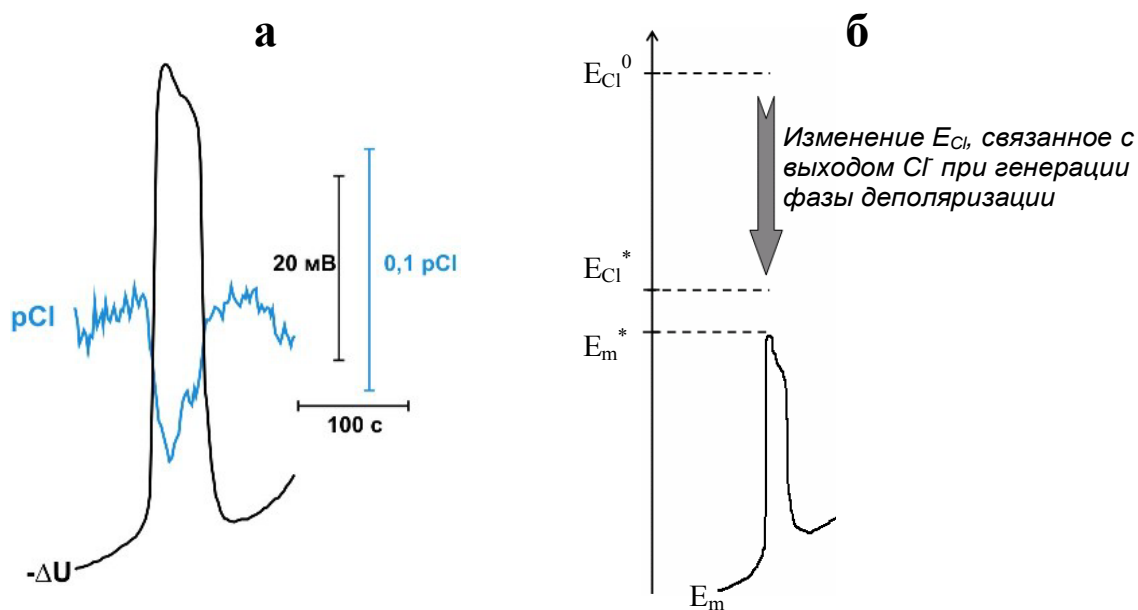 а
pCl
20 мВ
0,1 pCl
100 с
-ΔU
б
E_Cl^0
Изменение E_Cl, связанное с
выходом Cl⁻ при генерации
фазы деполяризации
E_Cl^*
E_m^*
E_m